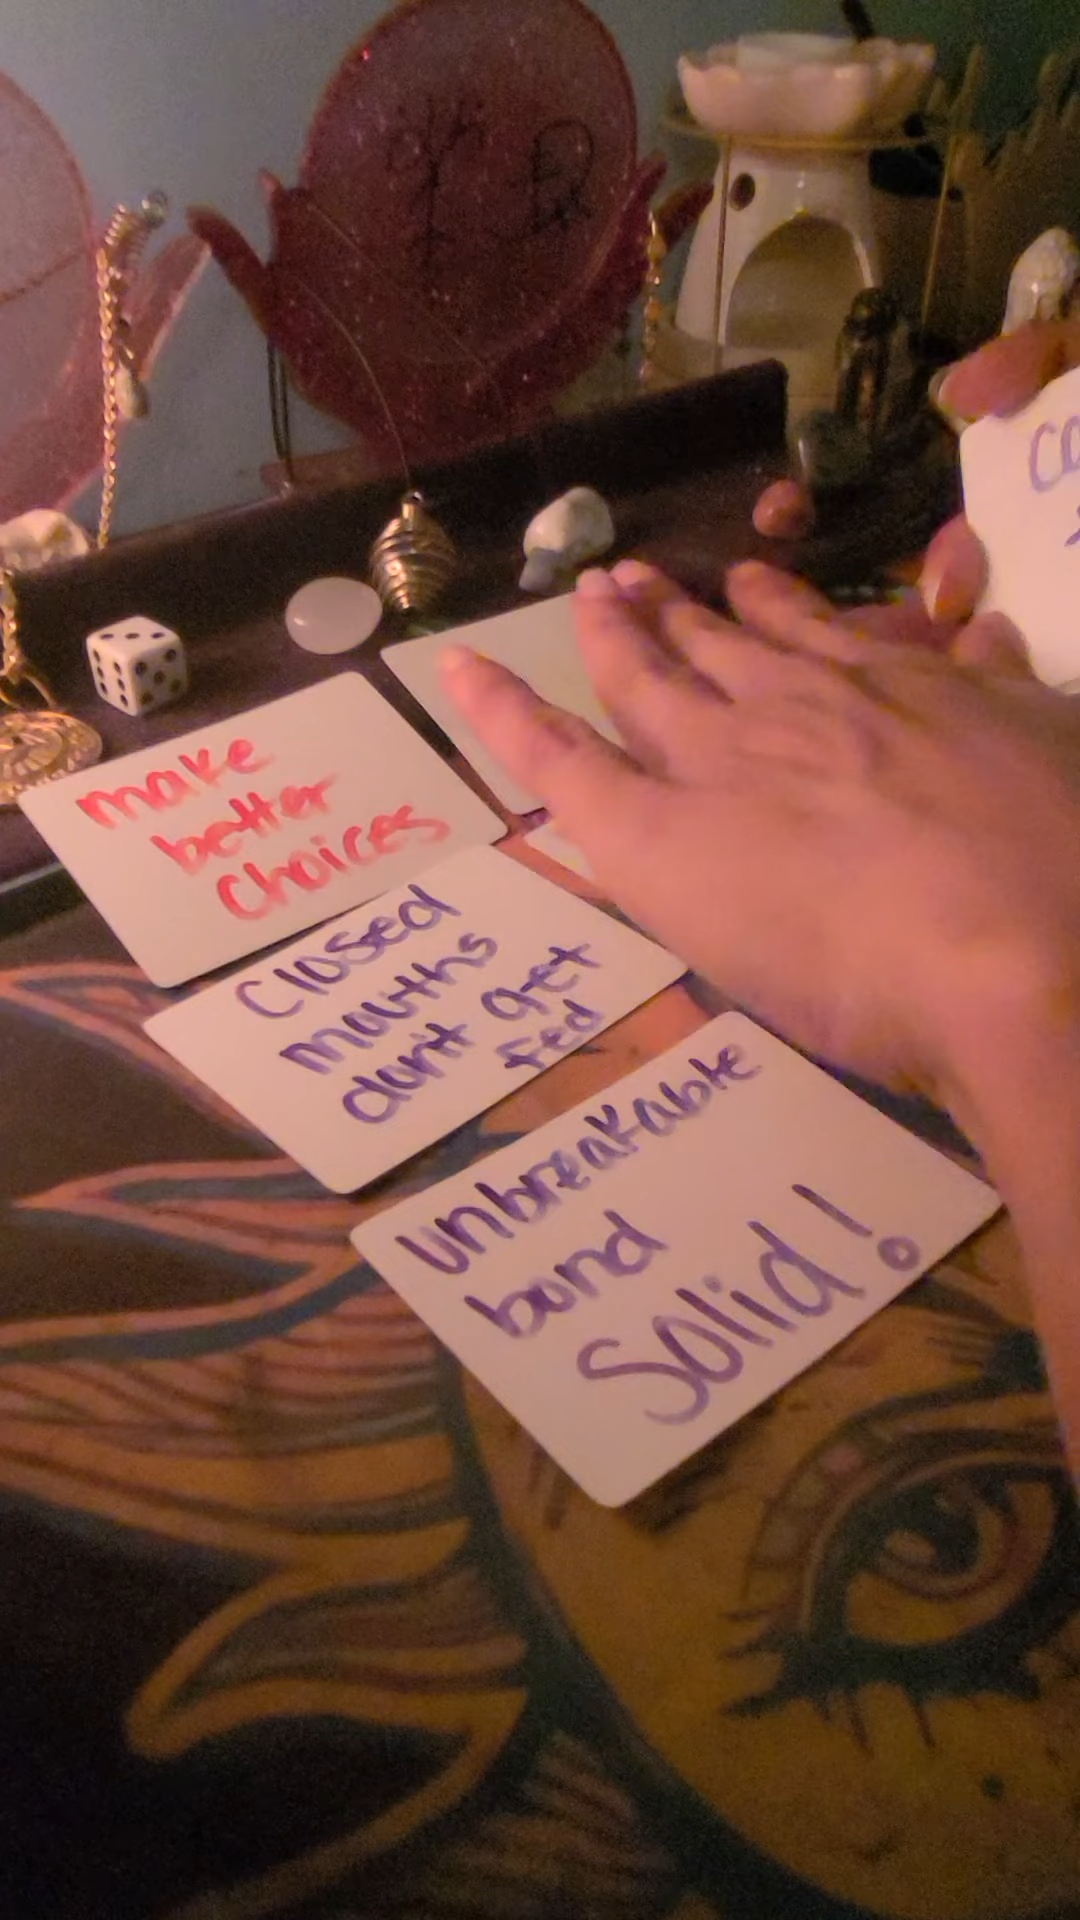 make
better
choices
closed
mouths
don't get
fed
unbreakable
bond
Solid!